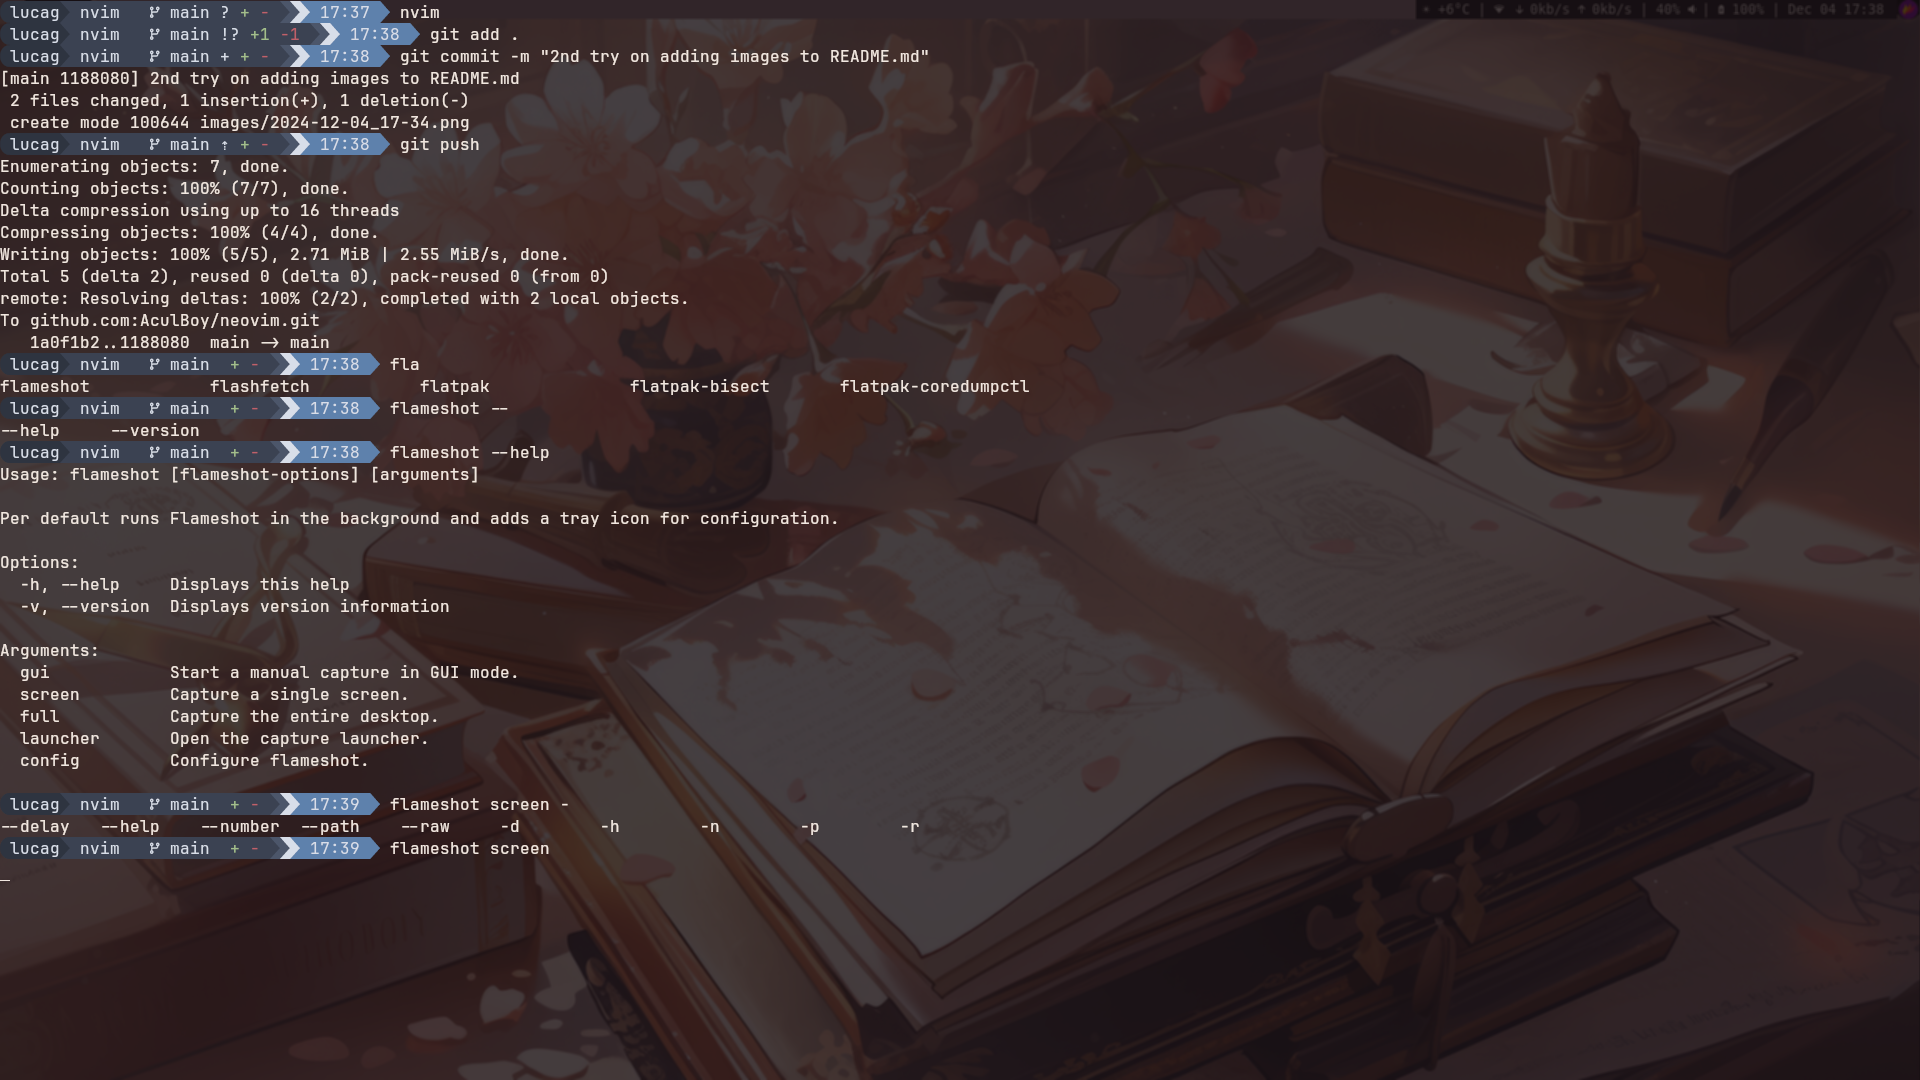 lucag nvim main ? + - 17:37 nvim
+6°C | 0kb/s 0kb/s | 40% | 100% | Dec 04 17:38
lucag nvim main !? +1 -1 17:38 git add .
lucag nvim main + + - 17:38 git commit -m "2nd try on adding images to README.md"
[main 1188080] 2nd try on adding images to README.md
2 files changed, 1 insertion(+), 1 deletion(-)
create mode 100644 images/2024-12-04_17-34.png
lucag nvim main ⇡ + - 17:38 git push
Enumerating objects: 7, done.
Counting objects: 100% (7/7), done.
Delta compression using up to 16 threads
Compressing objects: 100% (4/4), done.
Writing objects: 100% (5/5), 2.71 MiB | 2.55 MiB/s, done.
Total 5 (delta 2), reused 0 (delta 0), pack-reused 0 (from 0)
remote: Resolving deltas: 100% (2/2), completed with 2 local objects.
To github.com:AculBoy/neovim.git
1a0f1b2..1188080 main -> main
lucag nvim main + - 17:38 fla
flameshot flashfetch flatpak flatpak-bisect flatpak-coredumpctl
lucag nvim main + - 17:38 flameshot --
--help --version
lucag nvim main + - 17:38 flameshot --help
Usage: flameshot [flameshot-options] [arguments]
Per default runs Flameshot in the background and adds a tray icon for configuration.
Options:
-h, --help Displays this help
-v, --version Displays version information
Arguments:
gui Start a manual capture in GUI mode.
screen Capture a single screen.
full Capture the entire desktop.
launcher Open the capture launcher.
config Configure flameshot.
lucag nvim main + - 17:39 flameshot screen -
--delay --help --number --path --raw -d -h -n -p -r
lucag nvim main + - 17:39 flameshot screen